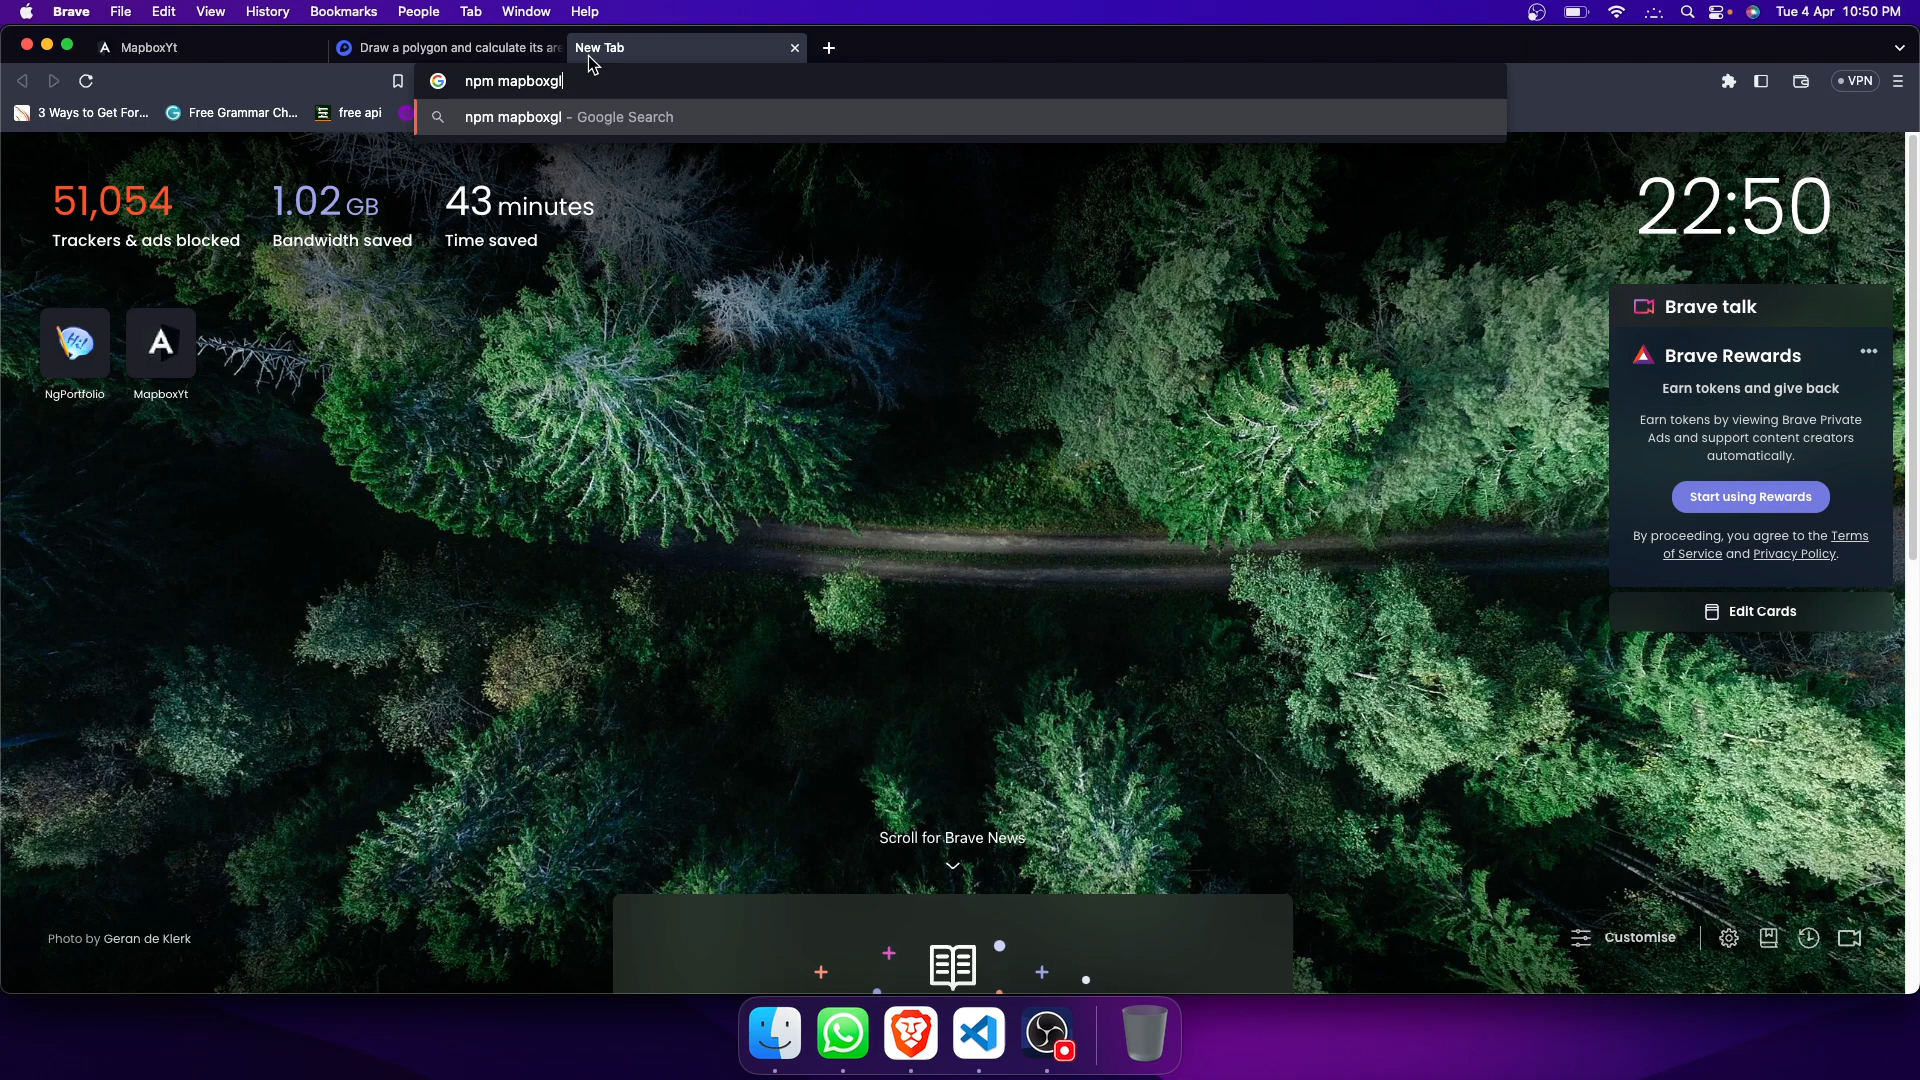 Brave File Edit View History Bookmarks People Tab Window Help
Tue 4 Apr 10:50 PM
MapboxYt
Draw a polygon and calculate its are
New Tab
npm mapboxgl
VPN
3 Ways to Get For...
Free Grammar Ch...
free api
npm mapboxgl - Google Search
51,054
Trackers & ads blocked
1.02 GB
Bandwidth saved
43 minutes
Time saved
22:50
NgPortfolio
MapboxYt
Brave talk
Brave Rewards
Earn tokens and give back
Earn tokens by viewing Brave Private
Ads and support content creators
automatically.
Start using Rewards
By proceeding, you agree to the Terms
of Service and Privacy Policy.
Edit Cards
Scroll for Brave News
Photo by Geran de Klerk
Customise